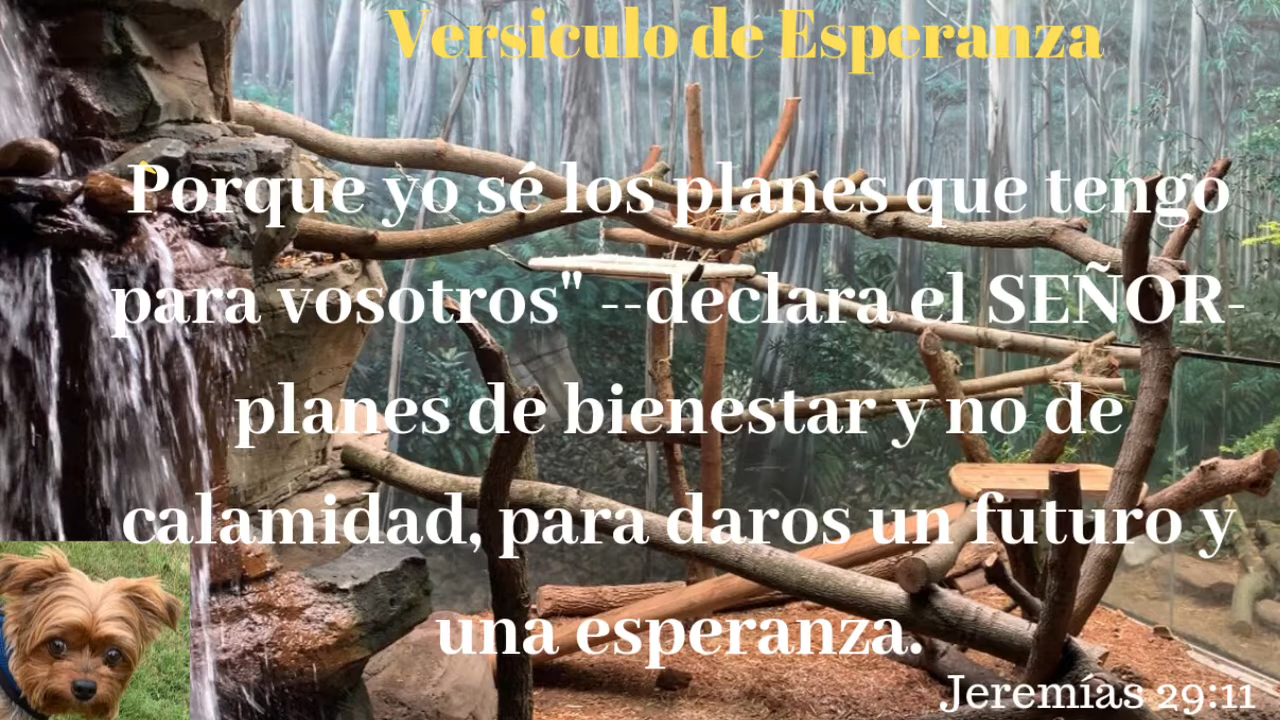 Versiculo de Esperanza
Porque yo sé los planes que tengo
para vosotros" --declara el SEÑOR-
planes de bienestar y no de
calamidad, para daros un futuro y
una esperanza.
Jeremías 29:11